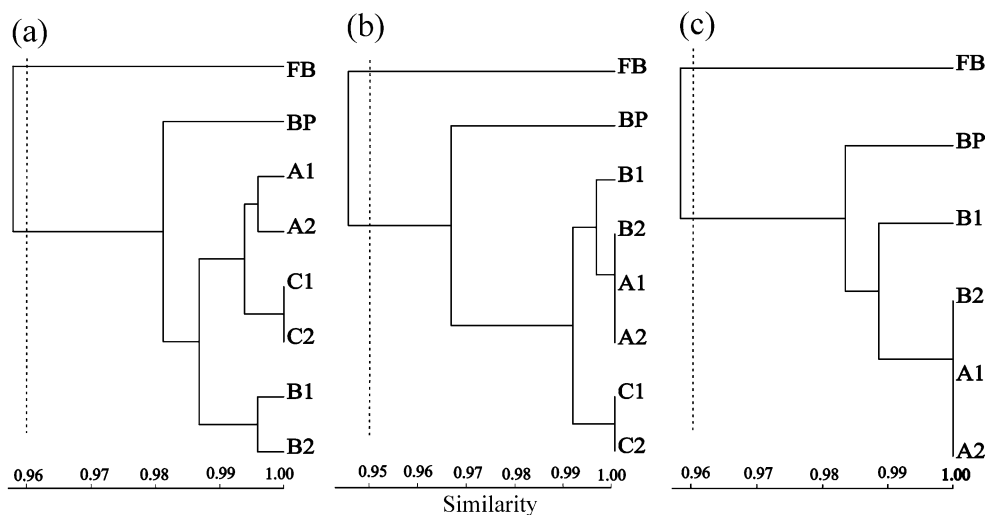 (a)
FB
BP
A1
A2
C1
C2
B1
B2
0.96 0.97 0.98 0.99 1.00
(b)
FB
BP
B1
B2
A1
A2
C1
C2
0.95 0.96 0.97 0.98 0.99 1.00
(c)
FB
BP
B1
B2
A1
A2
0.96 0.97 0.98 0.99 1.00
Similarity